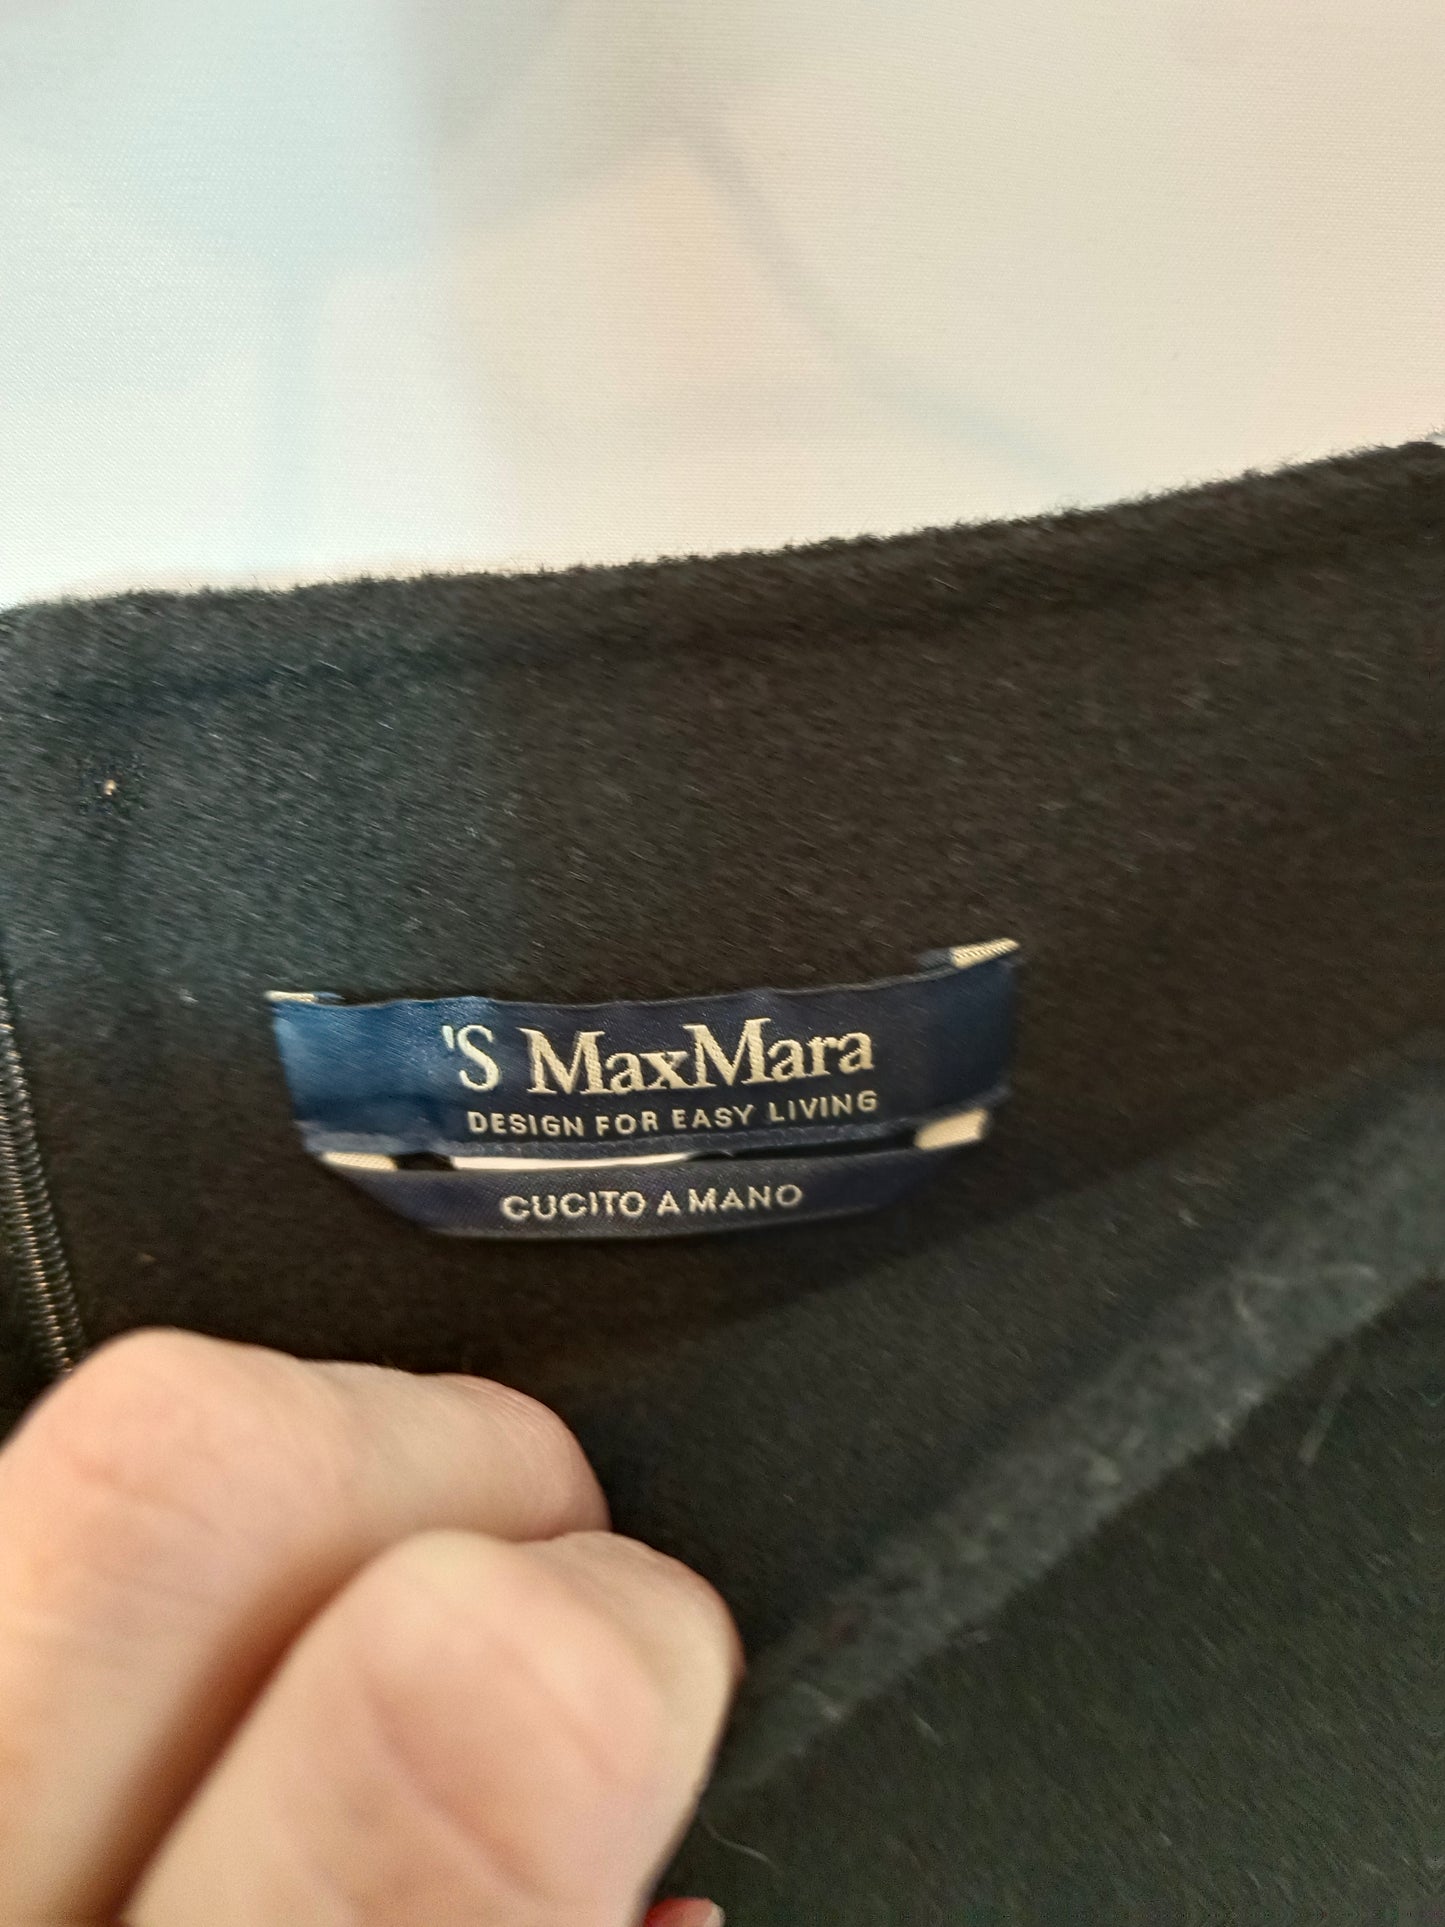 'S MaxMara
DESIGN FOR EASY LIVING
CUCITO A MANO